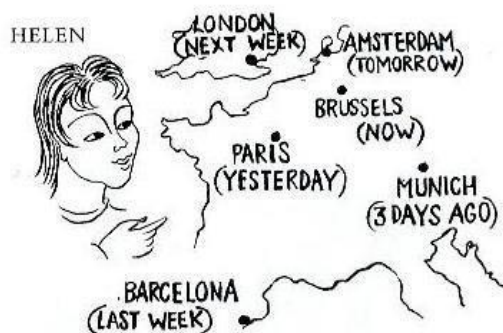 HELEN
LONDON
(NEXT WEEK)
AMSTERDAM
(TOMORROW)
BRUSSELS
(NOW)
PARIS
(YESTERDAY)
MUNICH
(3 DAYS AGO)
BARCELONA
(LAST WEEK)